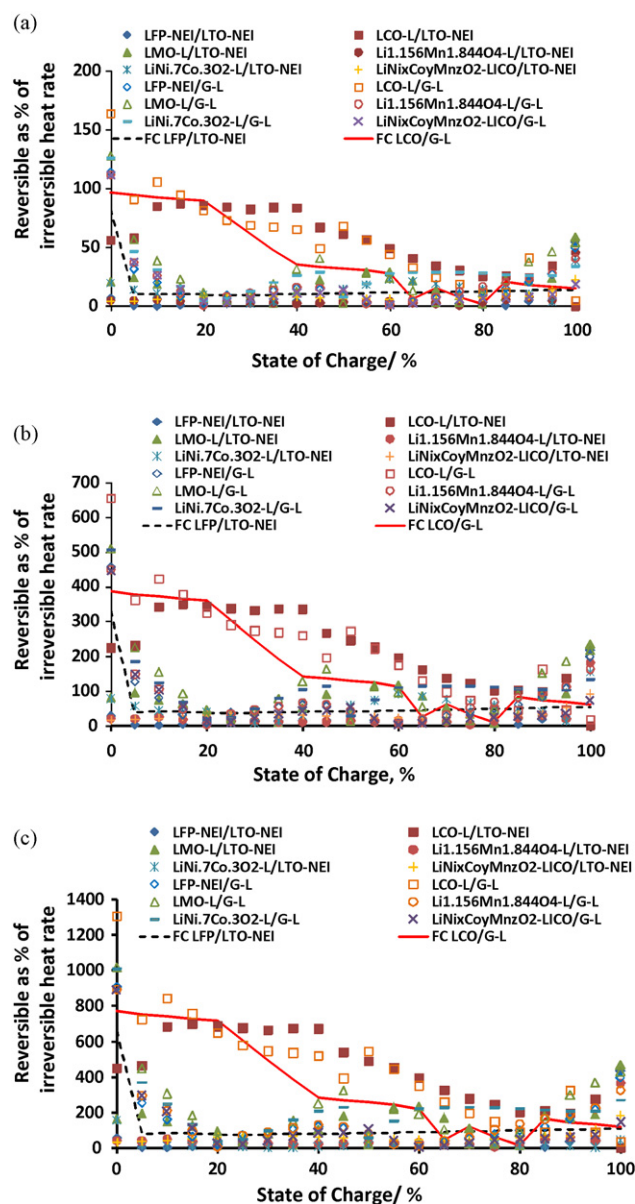 (a)
LFP-NEI/LTO-NEI LCO-L/LTO-NEI
LMO-L/LTO-NEI Li1.156Mn1.844O4-L/LTO-NEI
LiNi.7Co.3O2-L/LTO-NEI LiNixCoyMnzO2-LICO/LTO-NEI
LFP-NEI/G-L LCO-L/G-L
LMO-L/G-L Li1.156Mn1.844O4-L/G-L
LiNi.7Co.3O2-L/G-L LiNixCoyMnzO2-LICO/G-L
FC LFP/LTO-NEI FC LCO/G-L
Reversible as % of
irreversible heat rate
200
150
100
50
0
0 20 40 60 80 100
State of Charge/ %
(b)
LFP-NEI/LTO-NEI LCO-L/LTO-NEI
LMO-L/LTO-NEI Li1.156Mn1.844O4-L/LTO-NEI
LiNi.7Co.3O2-L/LTO-NEI LiNixCoyMnzO2-LICO/LTO-NEI
LFP-NEI/G-L LCO-L/G-L
LMO-L/G-L Li1.156Mn1.844O4-L/G-L
LiNi.7Co.3O2-L/G-L LiNixCoyMnzO2-LICO/G-L
FC LFP/LTO-NEI FC LCO/G-L
Reversible as % of
irreversible heat rate
700
600
500
400
300
200
100
0
0 20 40 60 80 100
State of Charge, %
(c)
LFP-NEI/LTO-NEI LCO-L/LTO-NEI
LMO-L/LTO-NEI Li1.156Mn1.844O4-L/LTO-NEI
LiNi.7Co.3O2-L/LTO-NEI LiNixCoyMnzO2-LICO/LTO-NEI
LFP-NEI/G-L LCO-L/G-L
LMO-L/G-L Li1.156Mn1.844O4-L/G-L
LiNi.7Co.3O2-L/G-L LiNixCoyMnzO2-LICO/G-L
FC LFP/LTO-NEI FC LCO/G-L
Reversible as % of
irreversible heat rate
1400
1200
1000
800
600
400
200
0
0 20 40 60 80 100
State of Charge/ %